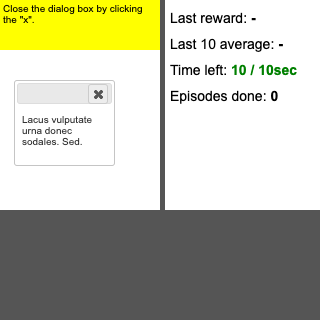 Close the dialog box by clicking
the "x".
Lacus vulputate
urna donec
sodales. Sed.
Last reward: -
Last 10 average: -
Time left: 10 / 10sec
Episodes done: 0